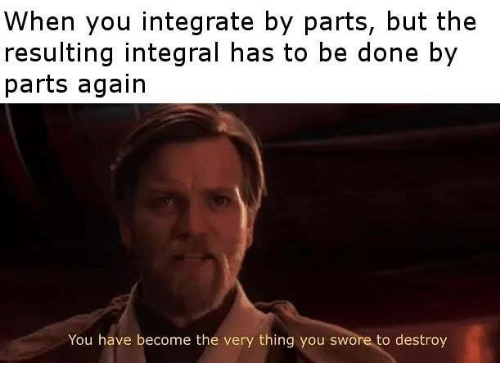 When you integrate by parts, but the
resulting integral has to be done by
parts again
You have become the very thing you swore to destroy